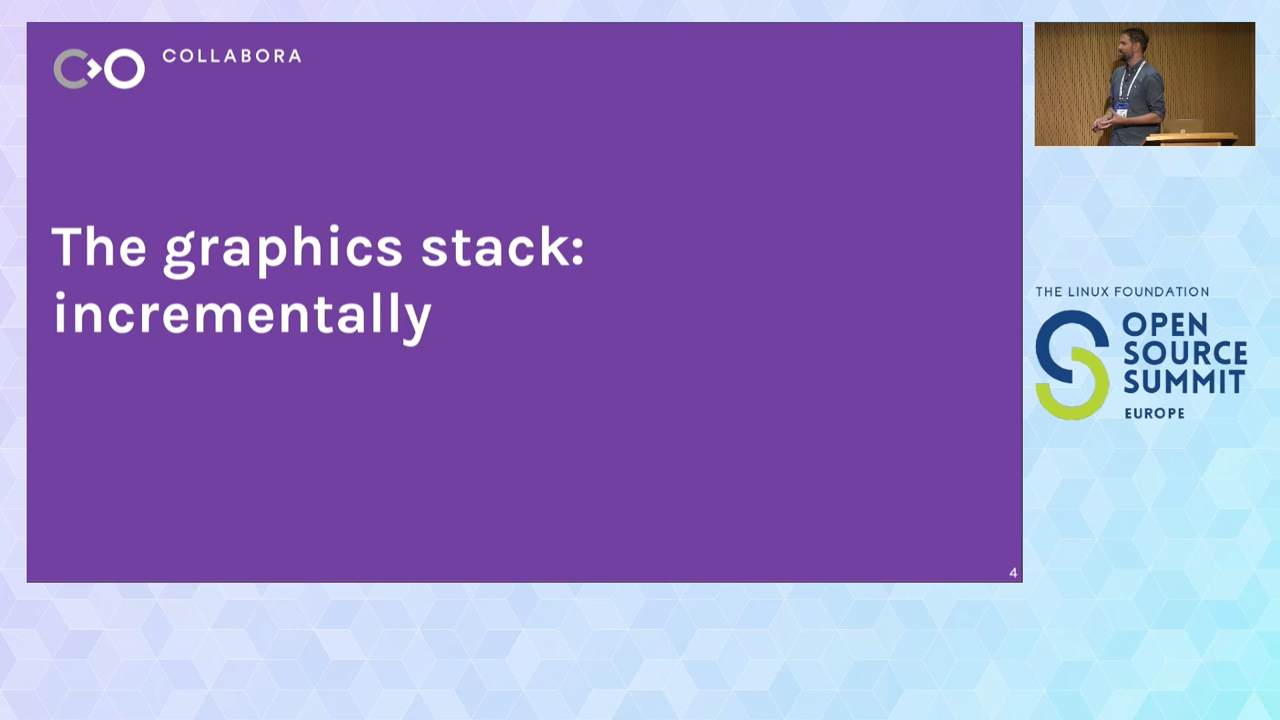 COLLABORA
The graphics stack:
incrementally
4
THE LINUX FOUNDATION
OPEN
SOURCE
SUMMIT
EUROPE